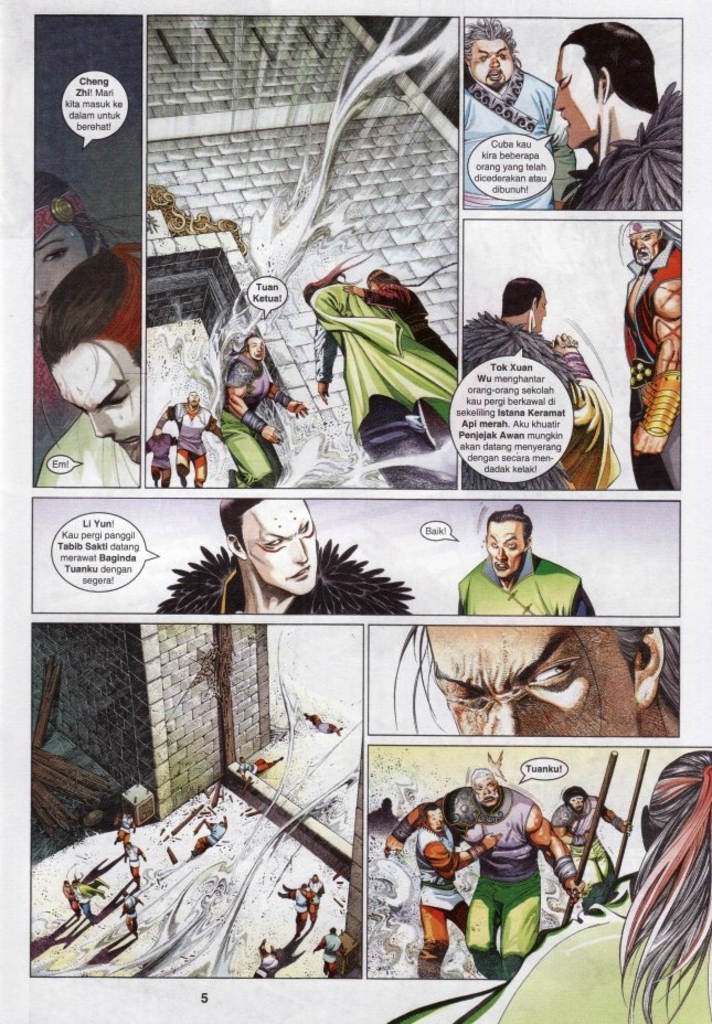 Cheng
Zhi! Mari
kita masuk ke
dalam untuk
berehat!
Em!
Tuan
Ketua!
Cuba kau
kira beberapa
orang yang telah
dicederakan atau
dibunuh!
Tok Xuan
Wu menghantar
orang-orang sekolah
kau pergi berkawal di
sekeliling Istana Keramat
Api merah. Aku khuatir
Penjejak Awan mungkin
akan datang menyerang
dengan secara men-
dadak kelak!
Li Yun!
Kau pergi panggil
Tabib Sakti datang
merawat Baginda
Tuanku dengan
segera!
Baik!
Tuanku!
5